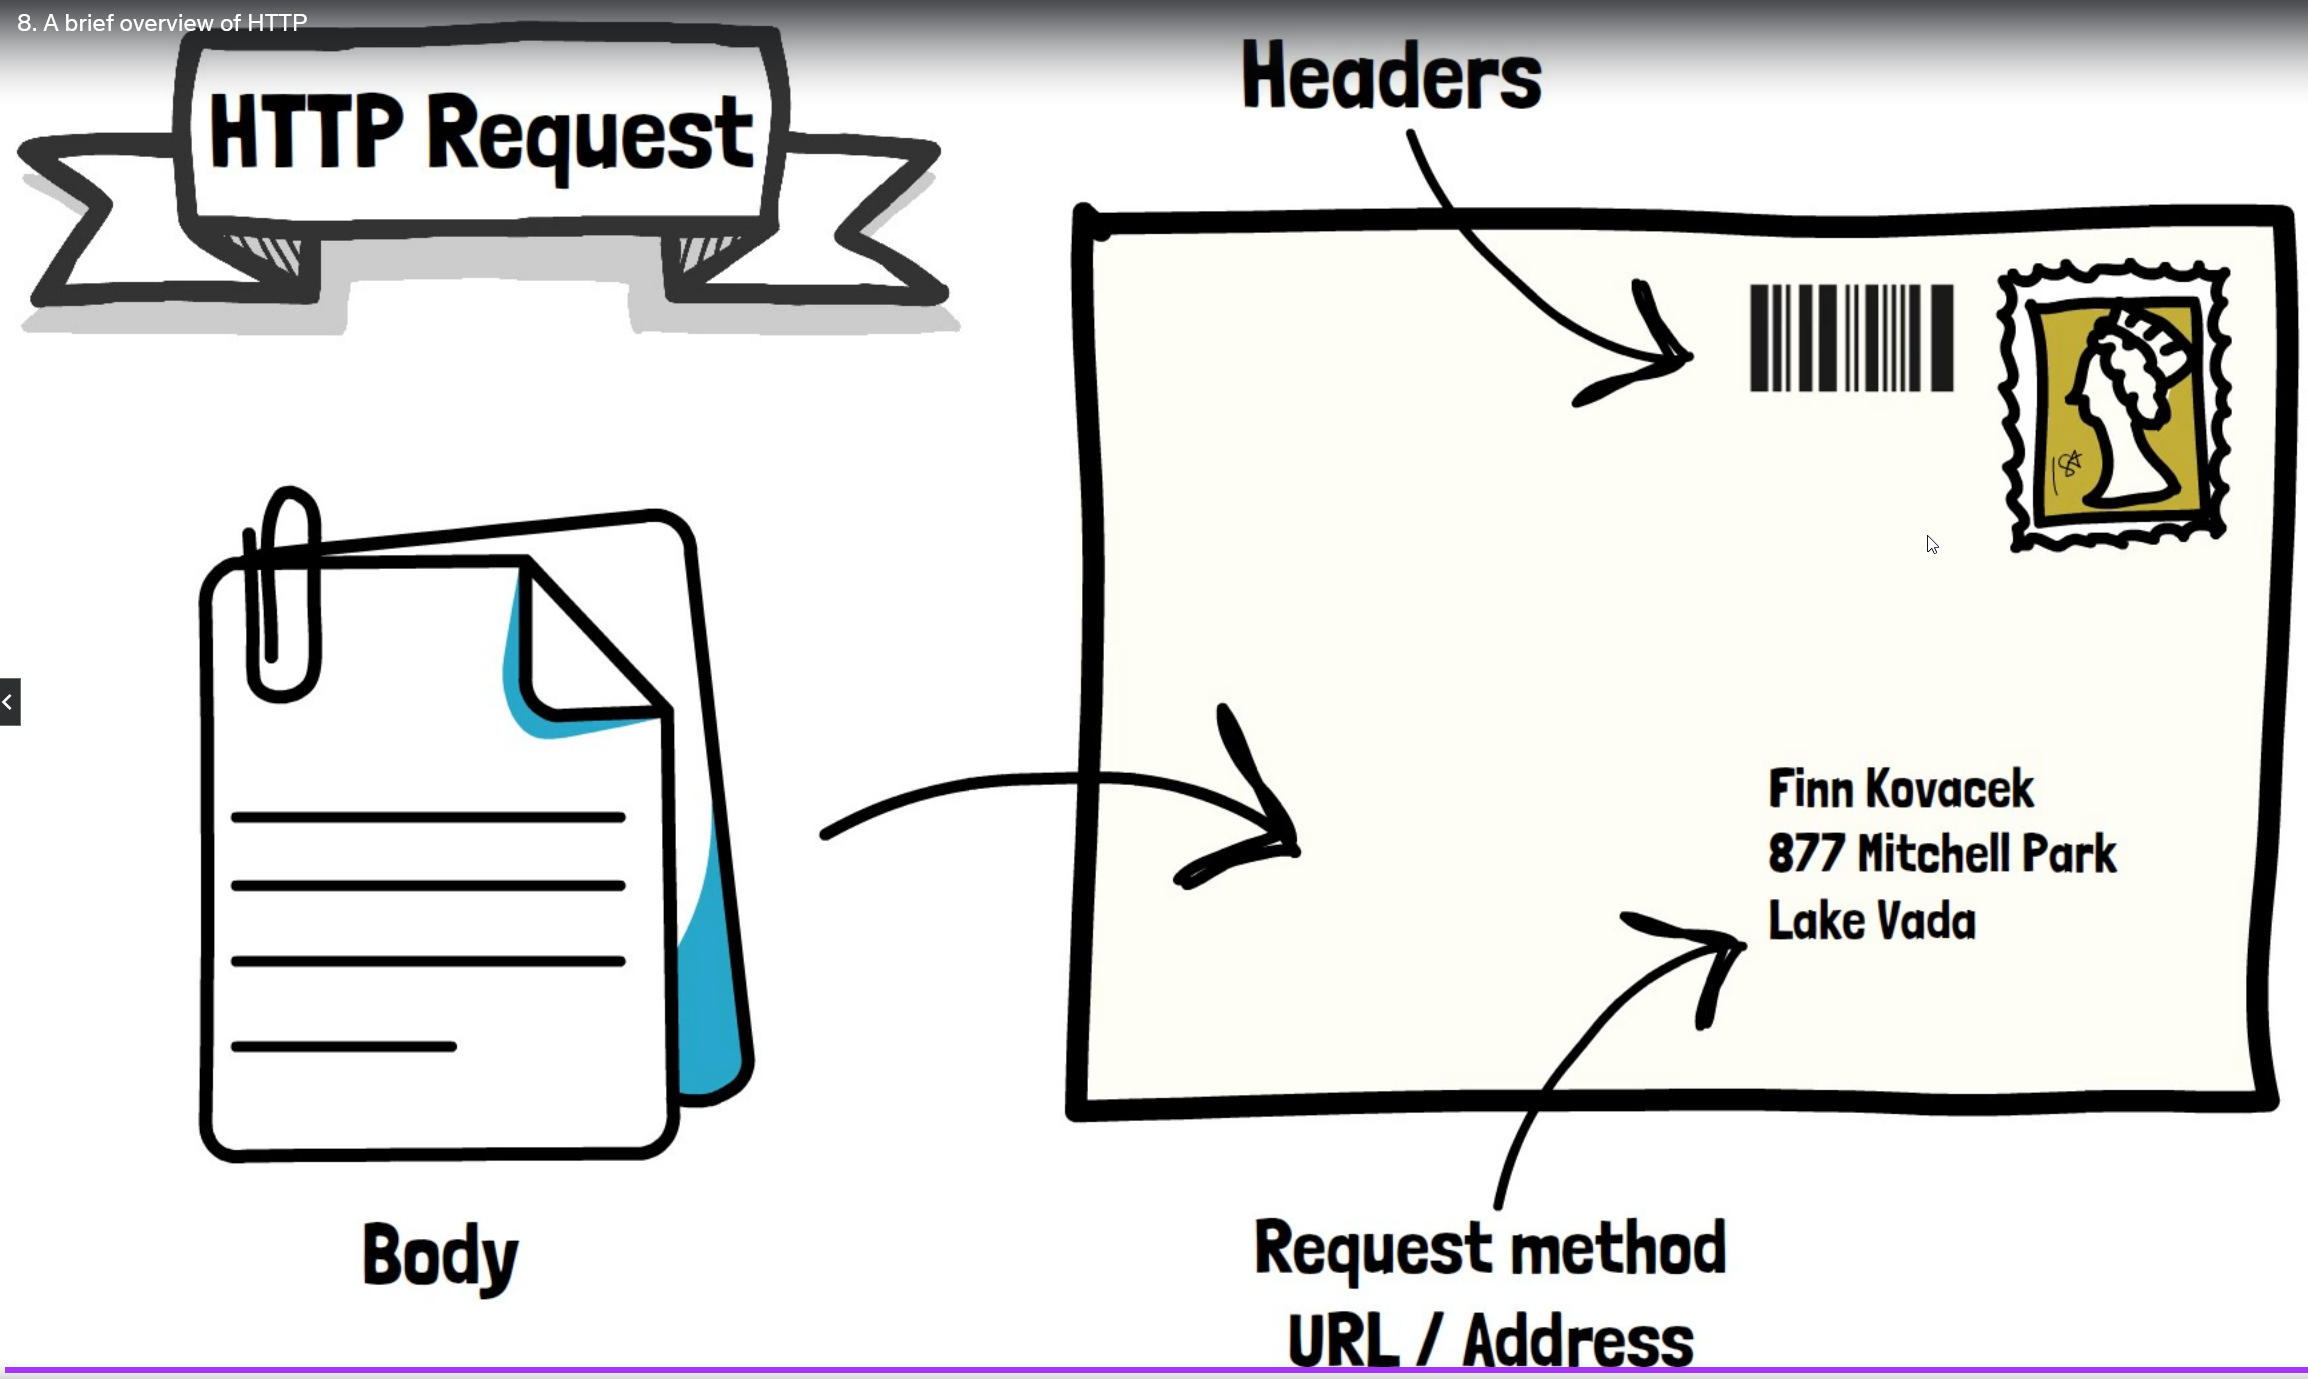 8. A brief overview of HTTP
HTTP Request
Headers
Finn Kovacek
877 Mitchell Park
Lake Vada
Body
Request method
URL / Address